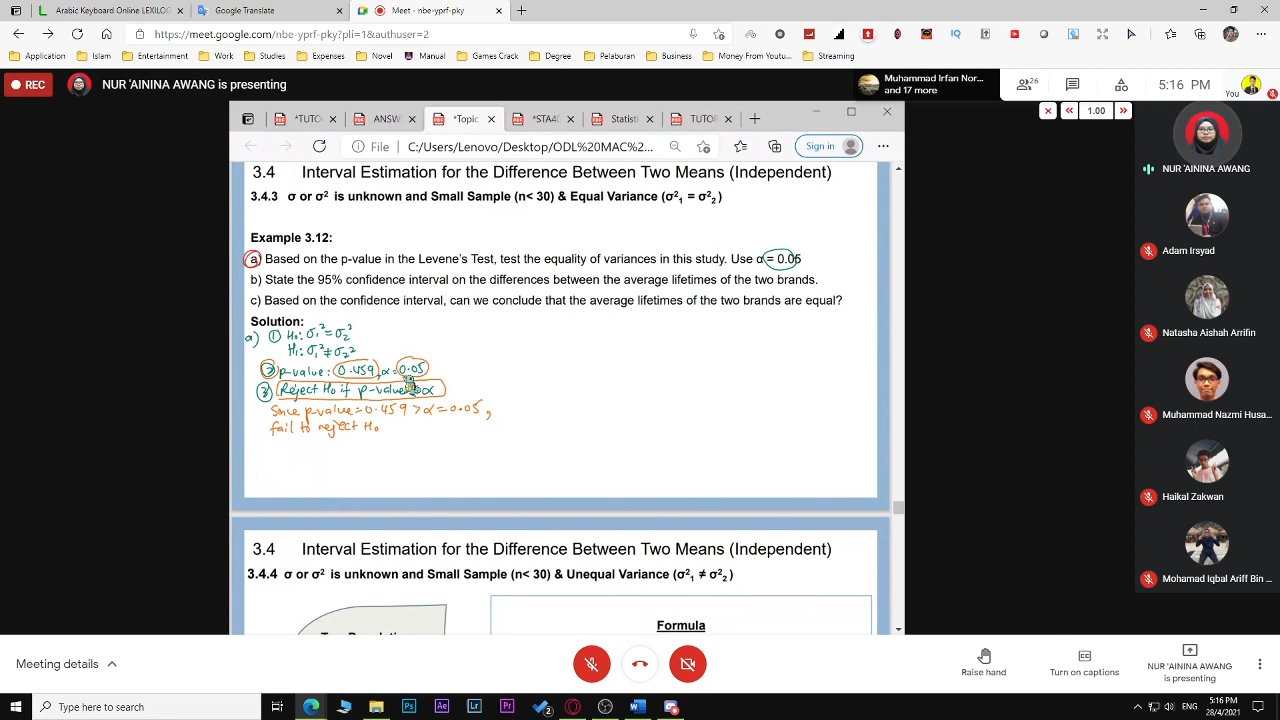 Arabic Keyboard Online LEXILOG
Google Translate
Meet - nbe-yprf-pky
https://meet.google.com/nbe-yprf-pky?pli=1&authuser=2
Application
Islam
Entertainment
Work
Study
Expenses
Novel
Manual
Games Crack
Pelaburan
Business
Money From Youtub...
Streaming
REC
NUR 'AININA AWANG is presenting
Muhammad Irfan Nor...
and 17 more
26
5:16 PM
You
*TUTO
ANSW
*Topic
*STA4
Statisti
TUTOR
1.00
File
C:/Users/Lenovo/Desktop/ODL%20MAC%2...
Sign in
NUR 'AININA AWANG
Adam Irsyad
Natasha Aishah Arrifin
Muhammad Nazmi Husa...
Haikal Zakwan
Mohamad Iqbal Ariff Bin ...
3.4 Interval Estimation for the Difference Between Two Means (Independent)
3.4.3 σ or σ² is unknown and Small Sample (n< 30) & Equal Variance (σ²₁ = σ²₂)
Example 3.12:
a) Based on the p-value in the Levene's Test, test the equality of variances in this study. Use α = 0.05
b) State the 95% confidence interval on the differences between the average lifetimes of the two brands.
c) Based on the confidence interval, can we conclude that the average lifetimes of the two brands are equal?
Solution:
a) ① H₀: σ₁² = σ₂²
H₁: σ₁² ≠ σ₂²
② p-value: 0.459, α = 0.05
③ Reject H₀ if p-value α
Since p-value = 0.459 > α = 0.05,
fail to reject H₀
3.4 Interval Estimation for the Difference Between Two Means (Independent)
3.4.4 σ or σ² is unknown and Small Sample (n< 30) & Unequal Variance (σ²₁ ≠ σ²₂)
Formula
Meeting details
Raise hand
Turn on captions
NUR 'AININA AWANG
is presenting
Type here to search
5:16 PM
28/4/2021